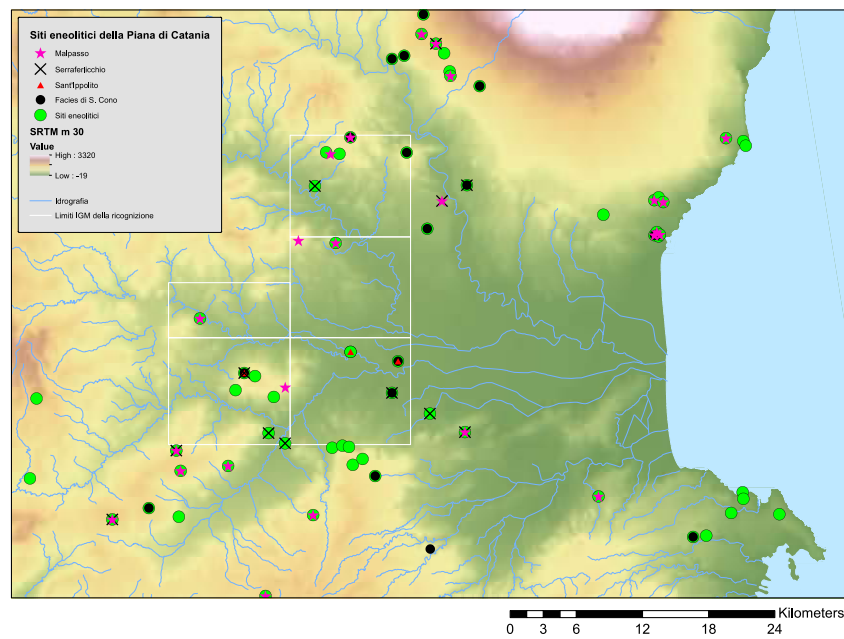 Siti eneolitici della Piana di Catania
Malpasso
Serraferlicchio
Sant'Ippolito
Facies di S. Cono
Siti eneolitici
SRTM m 30
Value
High : 3320
Low : -19
Idrografia
Limiti IGM della ricognizione
Kilometers
0 3 6 12 18 24